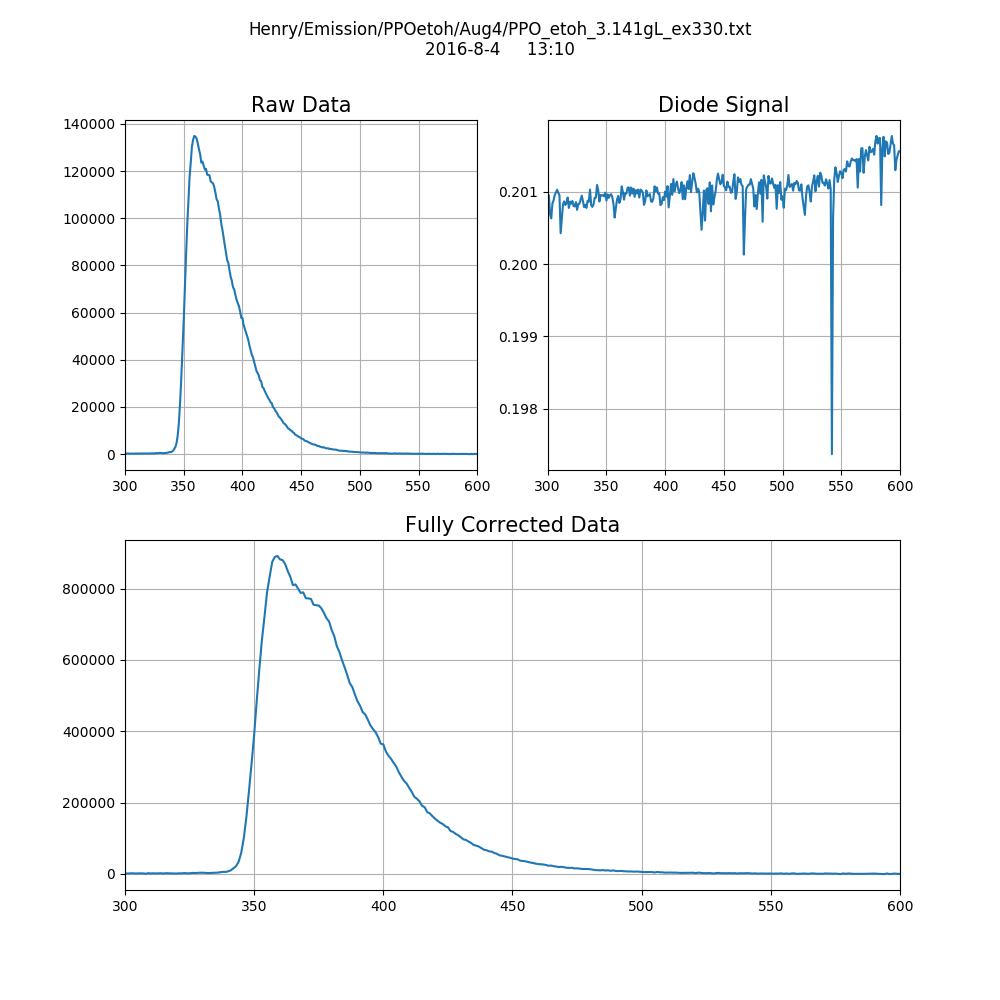 Henry/Emission/PPOetoh/Aug4/PPO_etoh_3.141gL_ex330.txt
2016-8-4 13:10
Raw Data
140000
120000
100000
80000
60000
40000
20000
0
300 350 400 450 500 550 600
Diode Signal
0.201
0.200
0.199
0.198
300 350 400 450 500 550 600
Fully Corrected Data
800000
600000
400000
200000
0
300 350 400 450 500 550 600